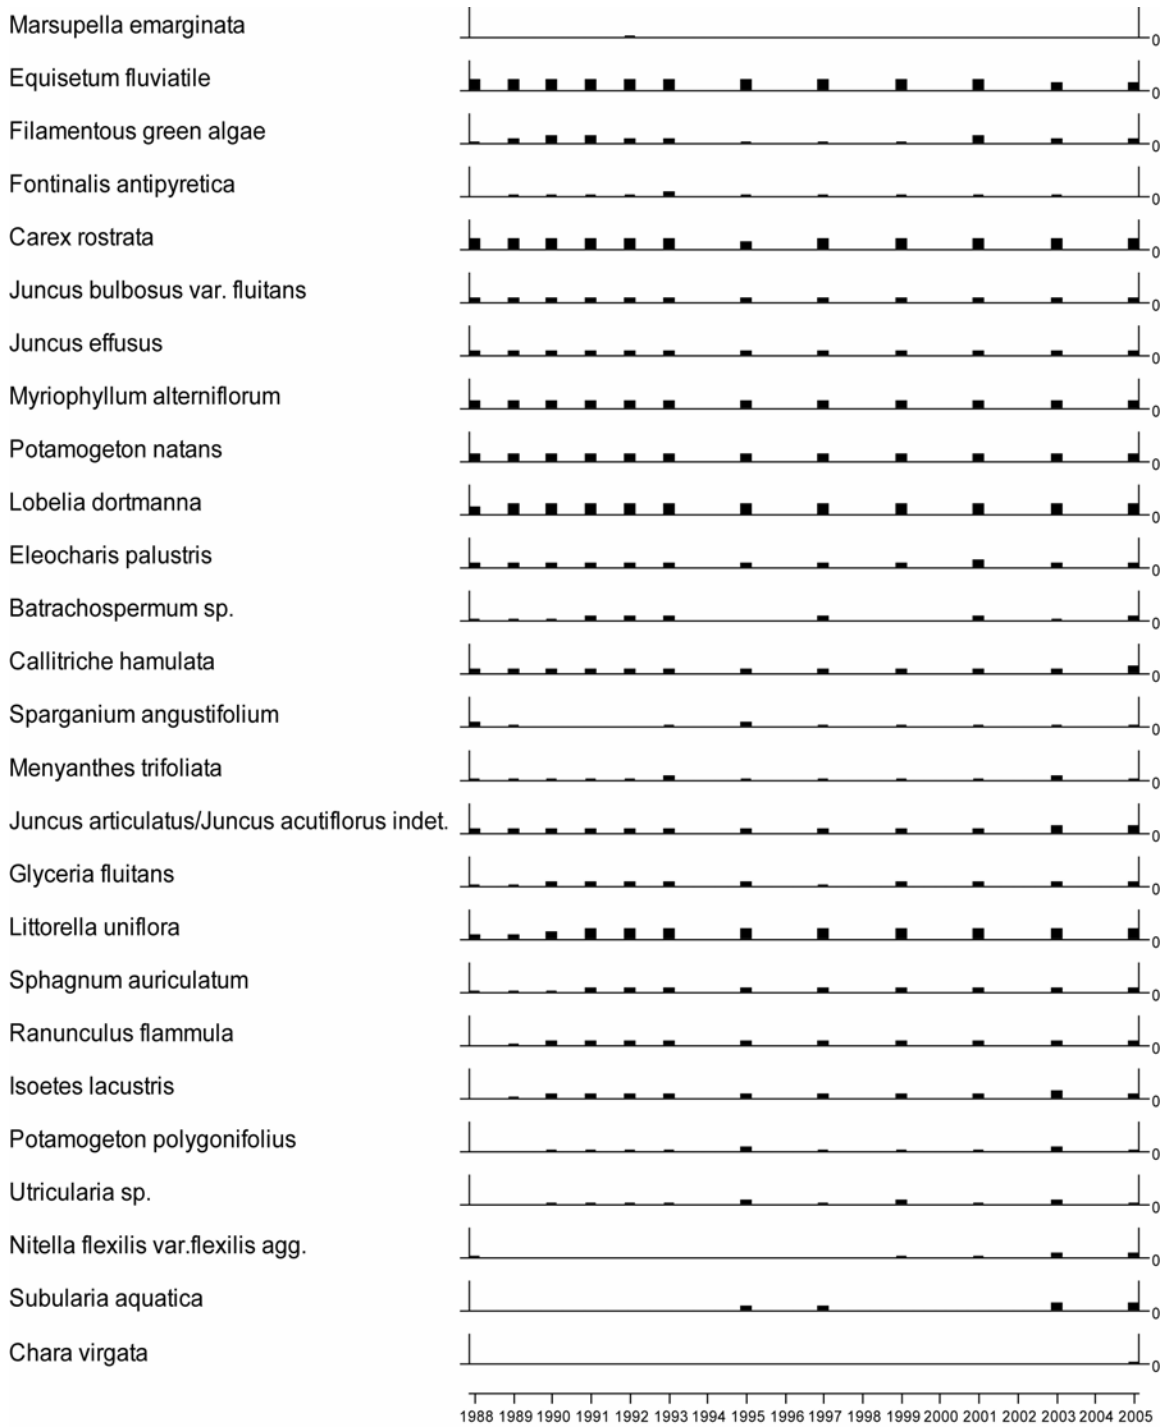 Marsupella emarginata
0
Equisetum fluviatile
0
Filamentous green algae
0
Fontinalis antipyretica
0
Carex rostrata
0
Juncus bulbosus var. fluitans
0
Juncus effusus
0
Myriophyllum alterniflorum
0
Potamogeton natans
0
Lobelia dortmanna
0
Eleocharis palustris
0
Batrachospermum sp.
0
Callitriche hamulata
0
Sparganium angustifolium
0
Menyanthes trifoliata
0
Juncus articulatus/Juncus acutiflorus indet.
0
Glyceria fluitans
0
Littorella uniflora
0
Sphagnum auriculatum
0
Ranunculus flammula
0
Isoetes lacustris
0
Potamogeton polygonifolius
0
Utricularia sp.
0
Nitella flexilis var.flexilis agg.
0
Subularia aquatica
0
Chara virgata
0
1988 1989 1990 1991 1992 1993 1994 1995 1996 1997 1998 1999 2000 2001 2002 2003 2004 2005